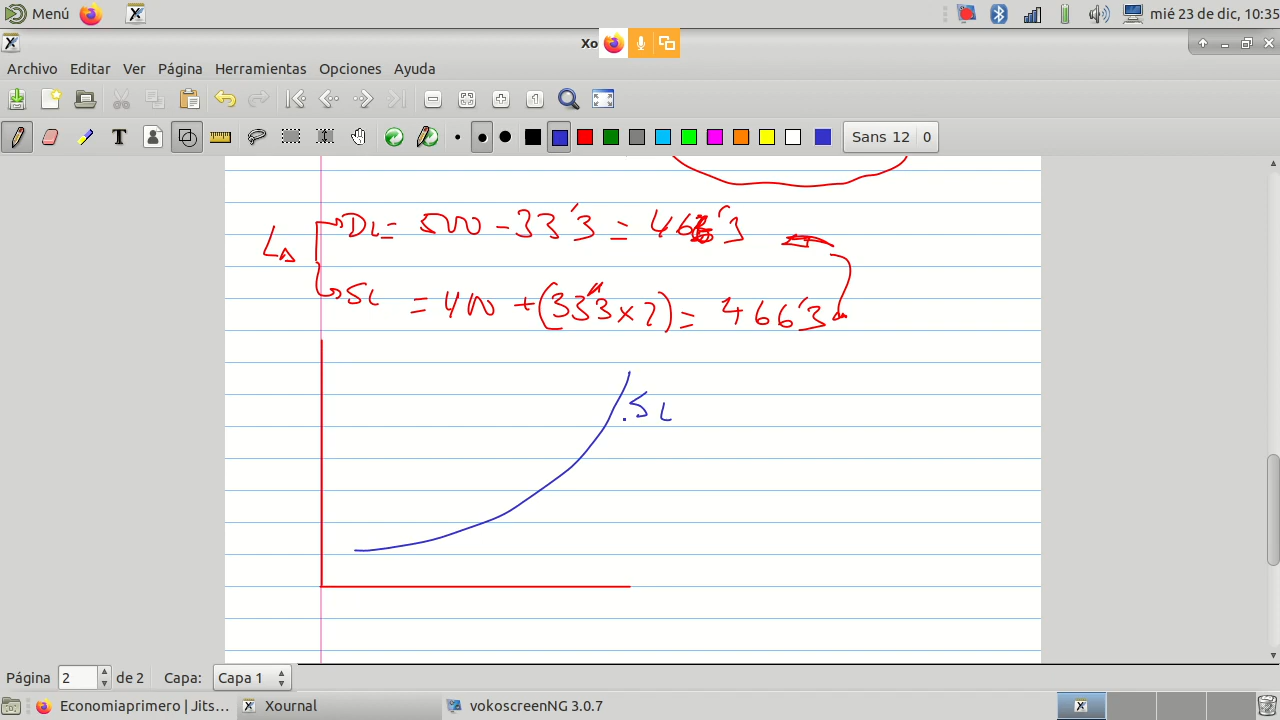 Menú
mié 23 de dic, 10:35
Xo
Archivo Editar Ver Página Herramientas Opciones Ayuda
Sans 12 0
DL = 500 - 33'3 = 466'3
SL = 400 + (33'3 x 2) = 466'3
SL
Página 2 de 2 Capa: Capa 1
Economiaprimero | Jits... Xournal vokoscreenNG 3.0.7